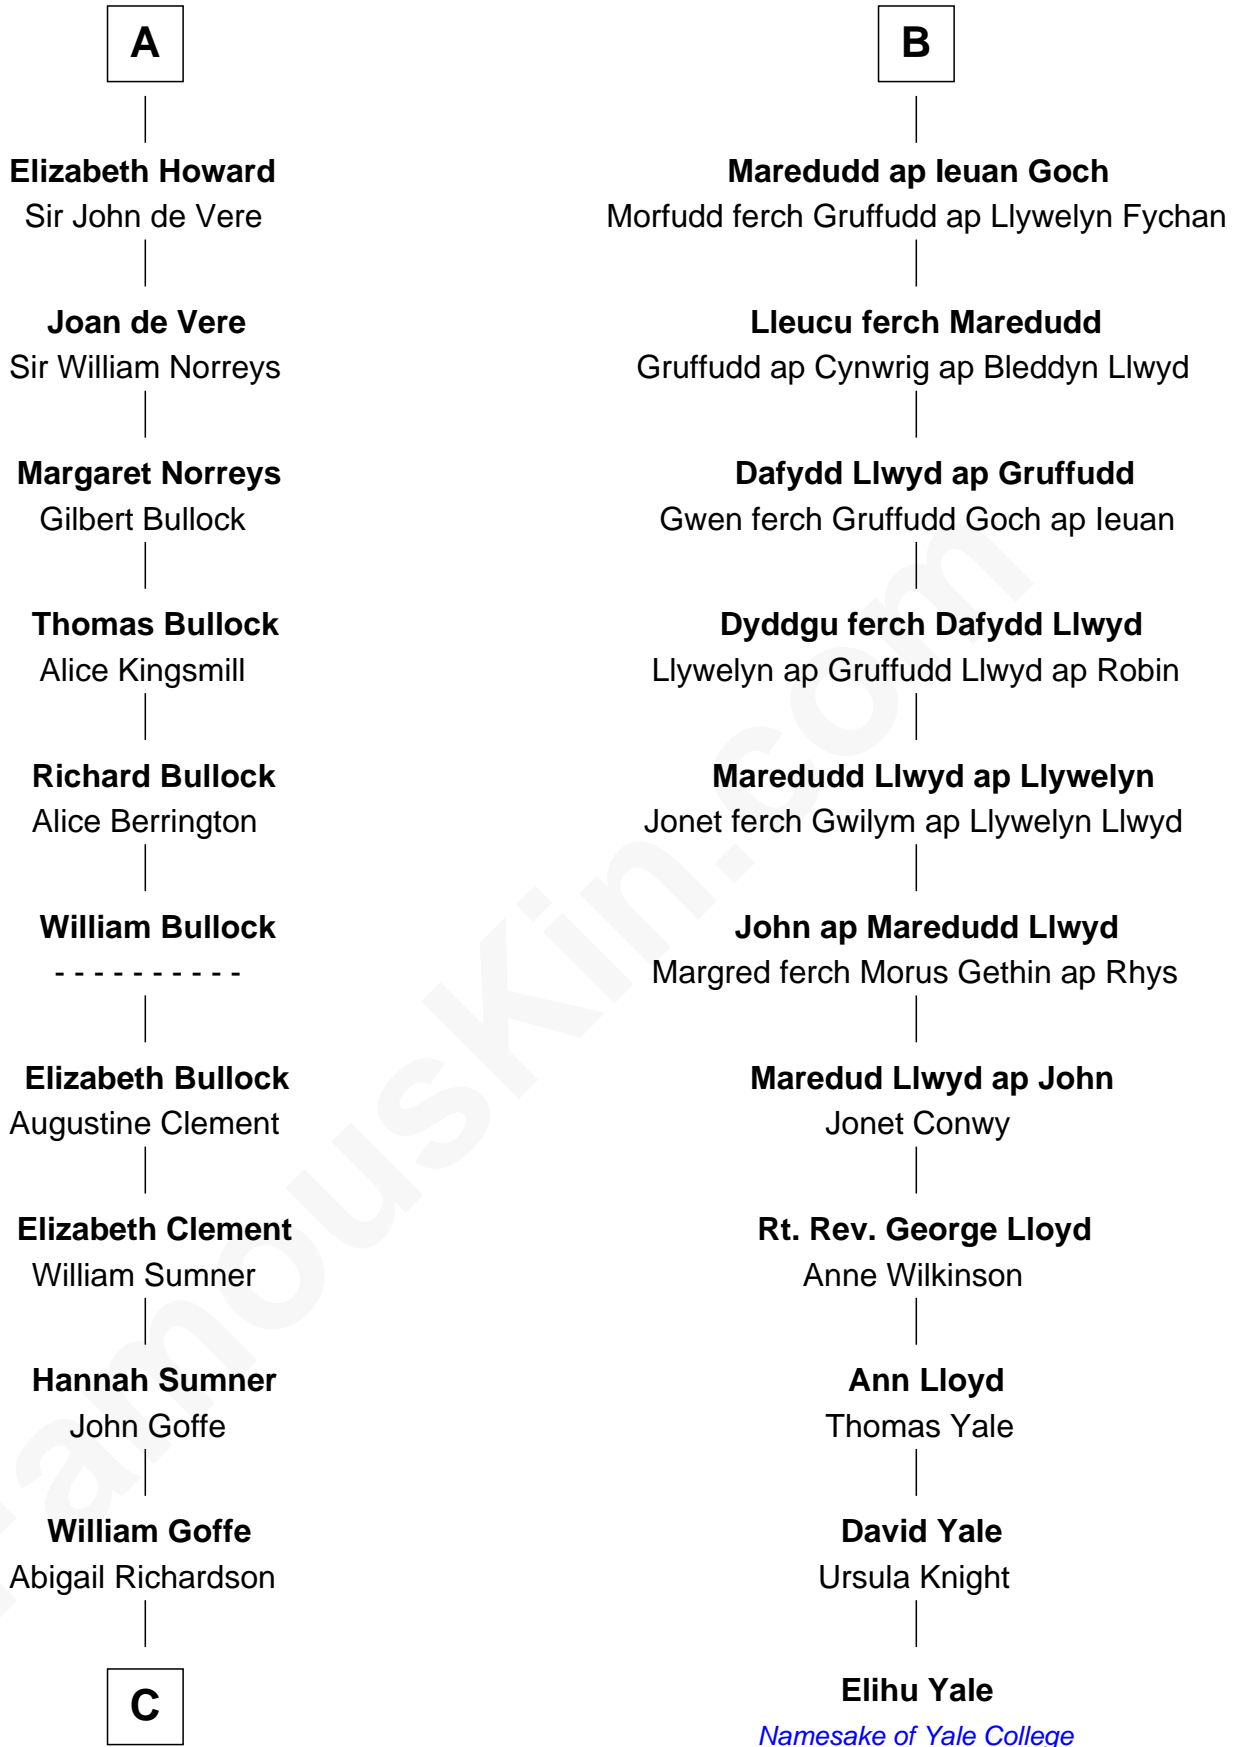 A
Elizabeth Howard
Sir John de Vere
Joan de Vere
Sir William Norreys
Margaret Norreys
Gilbert Bullock
Thomas Bullock
Alice Kingsmill
Richard Bullock
Alice Berrington
William Bullock
- - - - - - - - - -
Elizabeth Bullock
Augustine Clement
Elizabeth Clement
William Sumner
Hannah Sumner
John Goffe
William Goffe
Abigail Richardson
C
B
Maredudd ap Ieuan Goch
Morfudd ferch Gruffudd ap Llywelyn Fychan
Lleucu ferch Maredudd
Gruffudd ap Cynwrig ap Bleddyn Llwyd
Dafydd Llwyd ap Gruffudd
Gwen ferch Gruffudd Goch ap Ieuan
Dyddgu ferch Dafydd Llwyd
Llywelyn ap Gruffudd Llwyd ap Robin
Maredudd Llwyd ap Llywelyn
Jonet ferch Gwilym ap Llywelyn Llwyd
John ap Maredudd Llwyd
Margred ferch Morus Gethin ap Rhys
Maredud Llwyd ap John
Jonet Conwy
Rt. Rev. George Lloyd
Anne Wilkinson
Ann Lloyd
Thomas Yale
David Yale
Ursula Knight
Elihu Yale
Namesake of Yale College
FamousKin.com